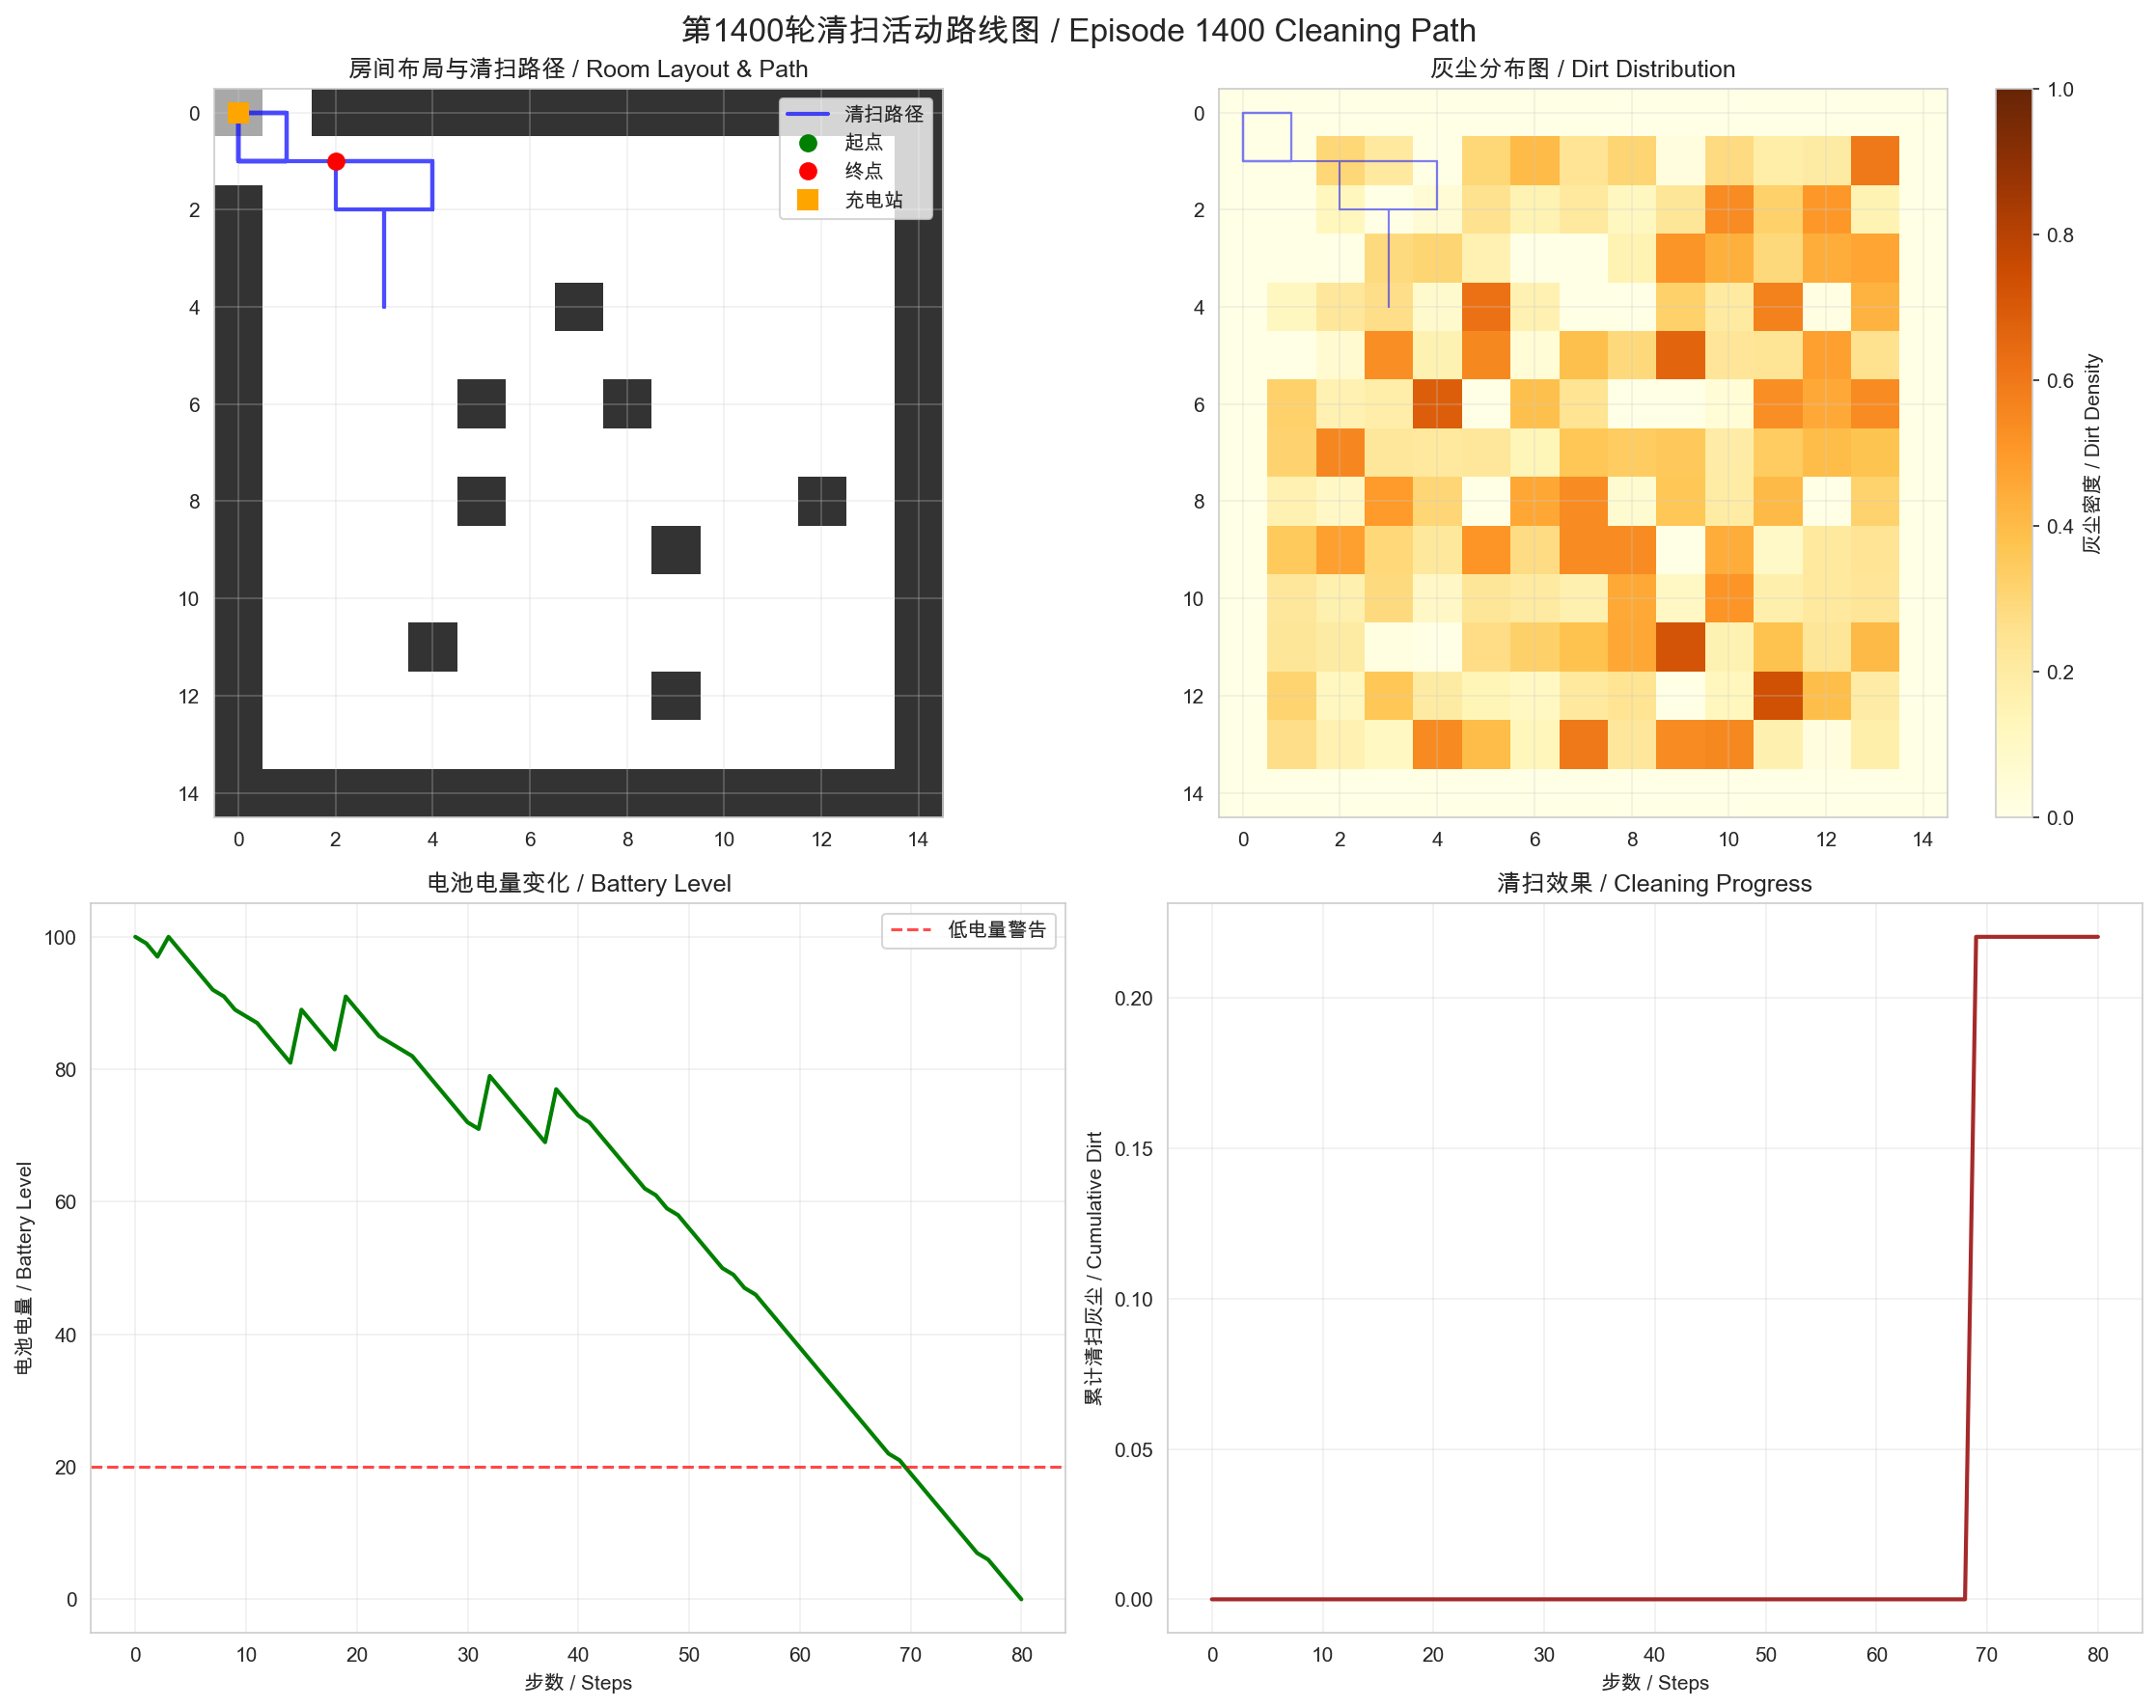 第1400轮清扫活动路线图 / Episode 1400 Cleaning Path
房间布局与清扫路径 / Room Layout & Path
0
2
4
6
8
10
12
14
0 2 4 6 8 10 12 14
清扫路径
起点
终点
充电站
灰尘分布图 / Dirt Distribution
0
2
4
6
8
10
12
14
0 2 4 6 8 10 12 14
1.0
0.8
0.6
0.4
0.2
0.0
灰尘密度 / Dirt Density
电池电量变化 / Battery Level
电池电量 / Battery Level
100
80
60
40
20
0
0 10 20 30 40 50 60 70 80
步数 / Steps
低电量警告
清扫效果 / Cleaning Progress
累计清扫灰尘 / Cumulative Dirt
0.20
0.15
0.10
0.05
0.00
0 10 20 30 40 50 60 70 80
步数 / Steps